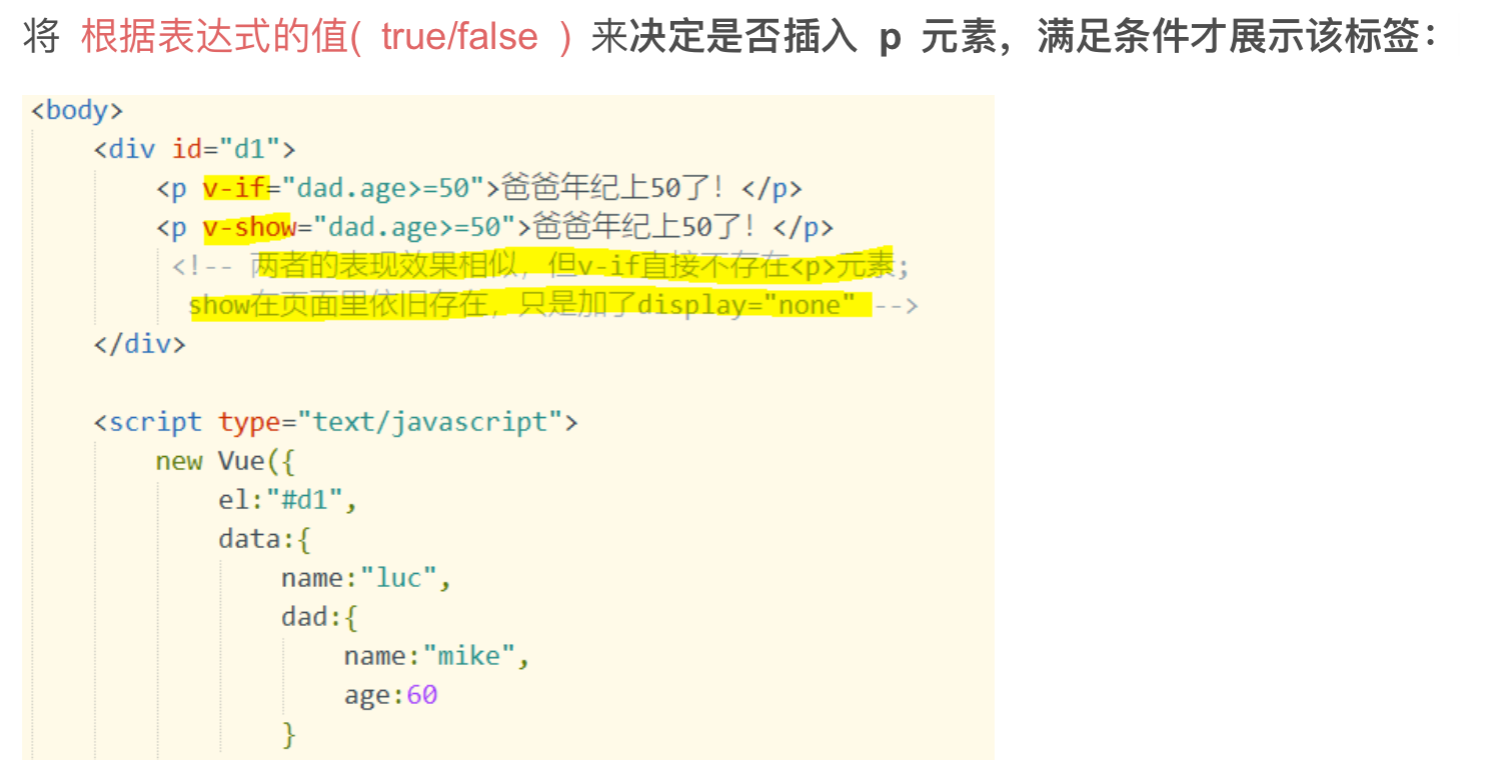 将 根据表达式的值( true/false ) 来决定是否插入 p 元素，满足条件才展示该标签：
<body>
<div id="d1">
<p v-if="dad.age>=50">爸爸年纪上50了！</p>
<p v-show="dad.age>=50">爸爸年纪上50了！</p>
<!-- 两者的表现效果相似，但v-if直接不存在<p>元素;
show在页面里依旧存在，只是加了display="none" -->
</div>
<script type="text/javascript">
new Vue({
el:"#d1",
data:{
name:"luc",
dad:{
name:"mike",
age:60
}